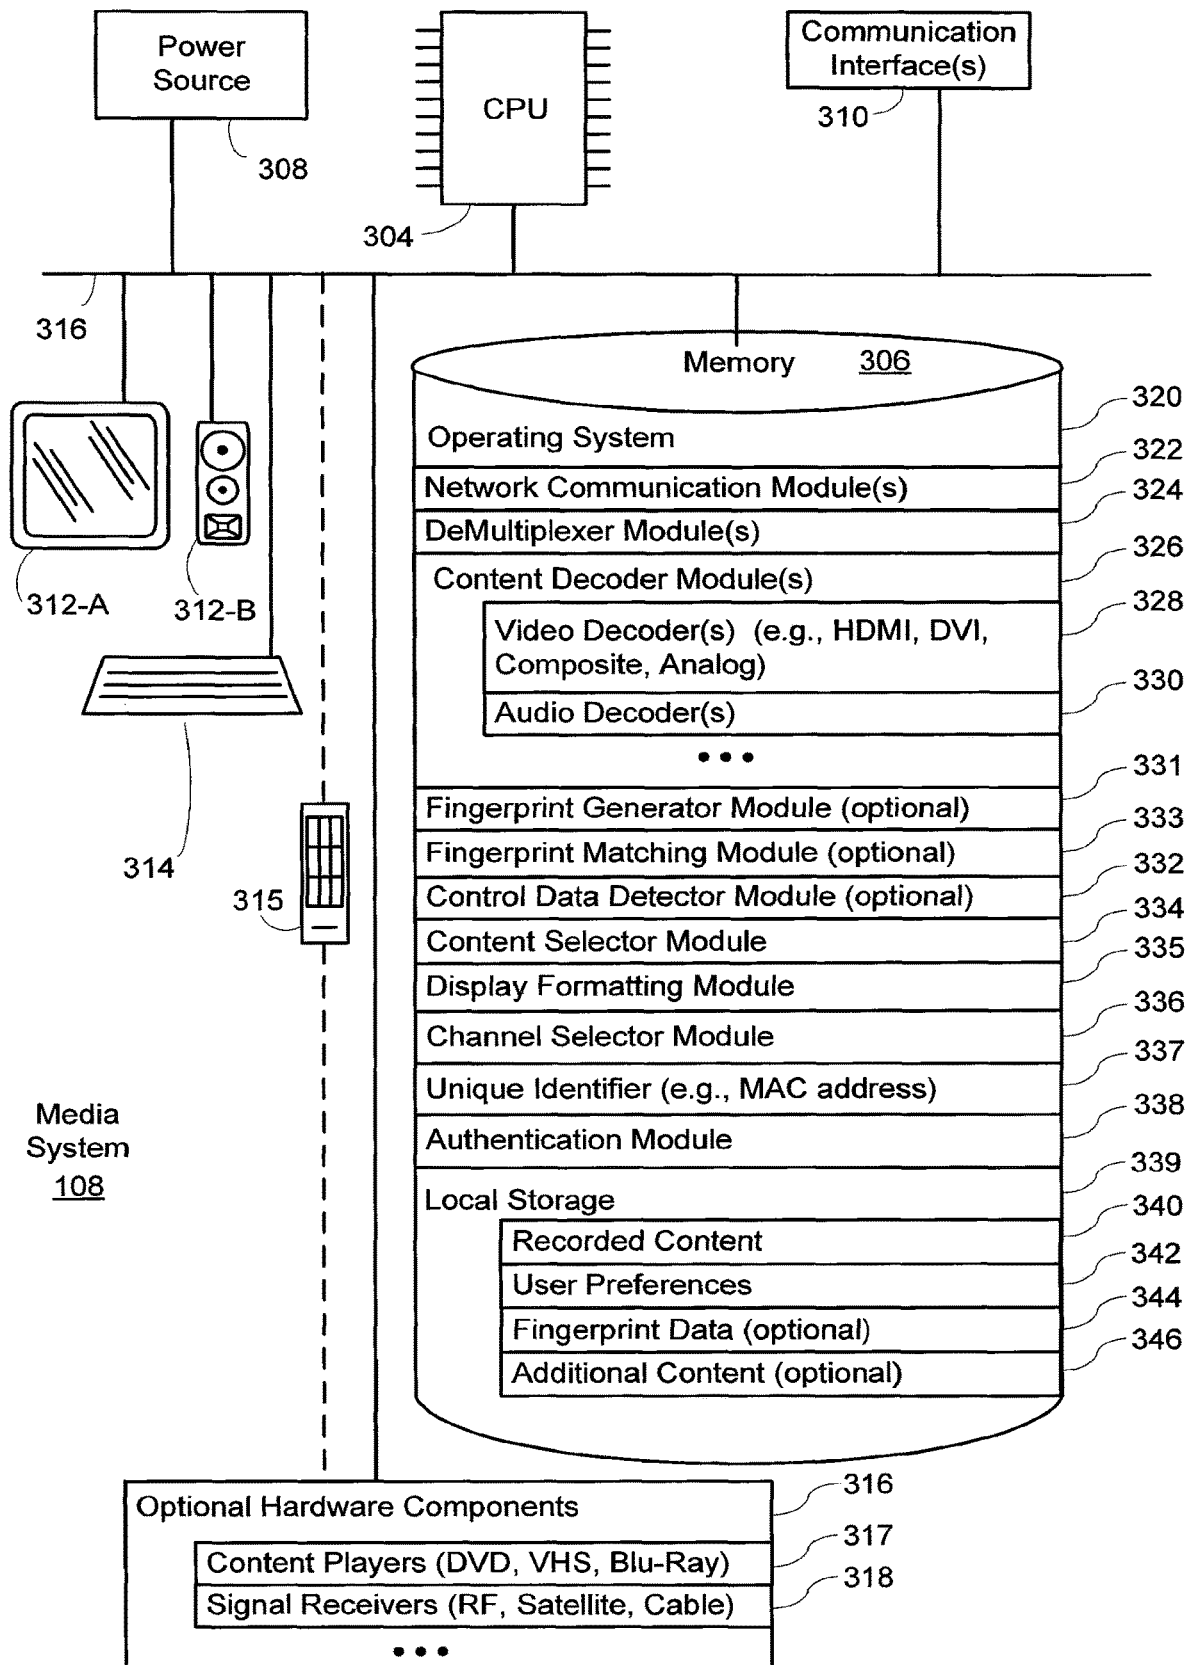 Power
Source
308
CPU
304
Communication
Interface(s)
310
316
312-A
312-B
314
315
Media
System
108
Memory 306
Operating System 320
Network Communication Module(s) 322
DeMultiplexer Module(s) 324
Content Decoder Module(s) 326
Video Decoder(s) (e.g., HDMI, DVI, 328
Composite, Analog)
Audio Decoder(s) 330
•••
Fingerprint Generator Module (optional) 331
Fingerprint Matching Module (optional) 333
Control Data Detector Module (optional) 332
Content Selector Module 334
Display Formatting Module 335
Channel Selector Module 336
Unique Identifier (e.g., MAC address) 337
Authentication Module 338
Local Storage 339
Recorded Content 340
User Preferences 342
Fingerprint Data (optional) 344
Additional Content (optional) 346
Optional Hardware Components 316
Content Players (DVD, VHS, Blu-Ray) 317
Signal Receivers (RF, Satellite, Cable) 318
•••